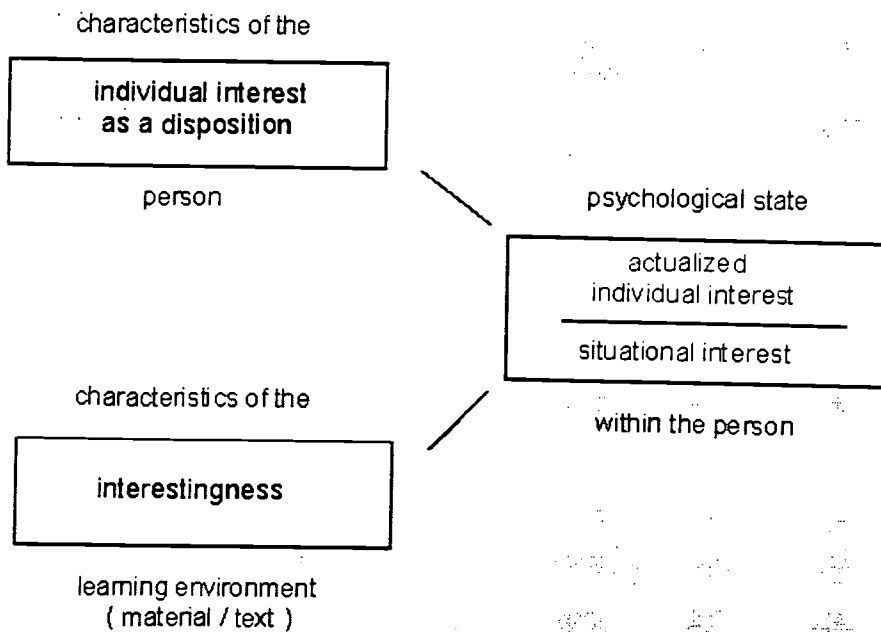 characteristics of the
individual interest
as a disposition
person
psychological state
actualized
individual interest
situational interest
within the person
characteristics of the
interestingness
learning environment
( material / text )